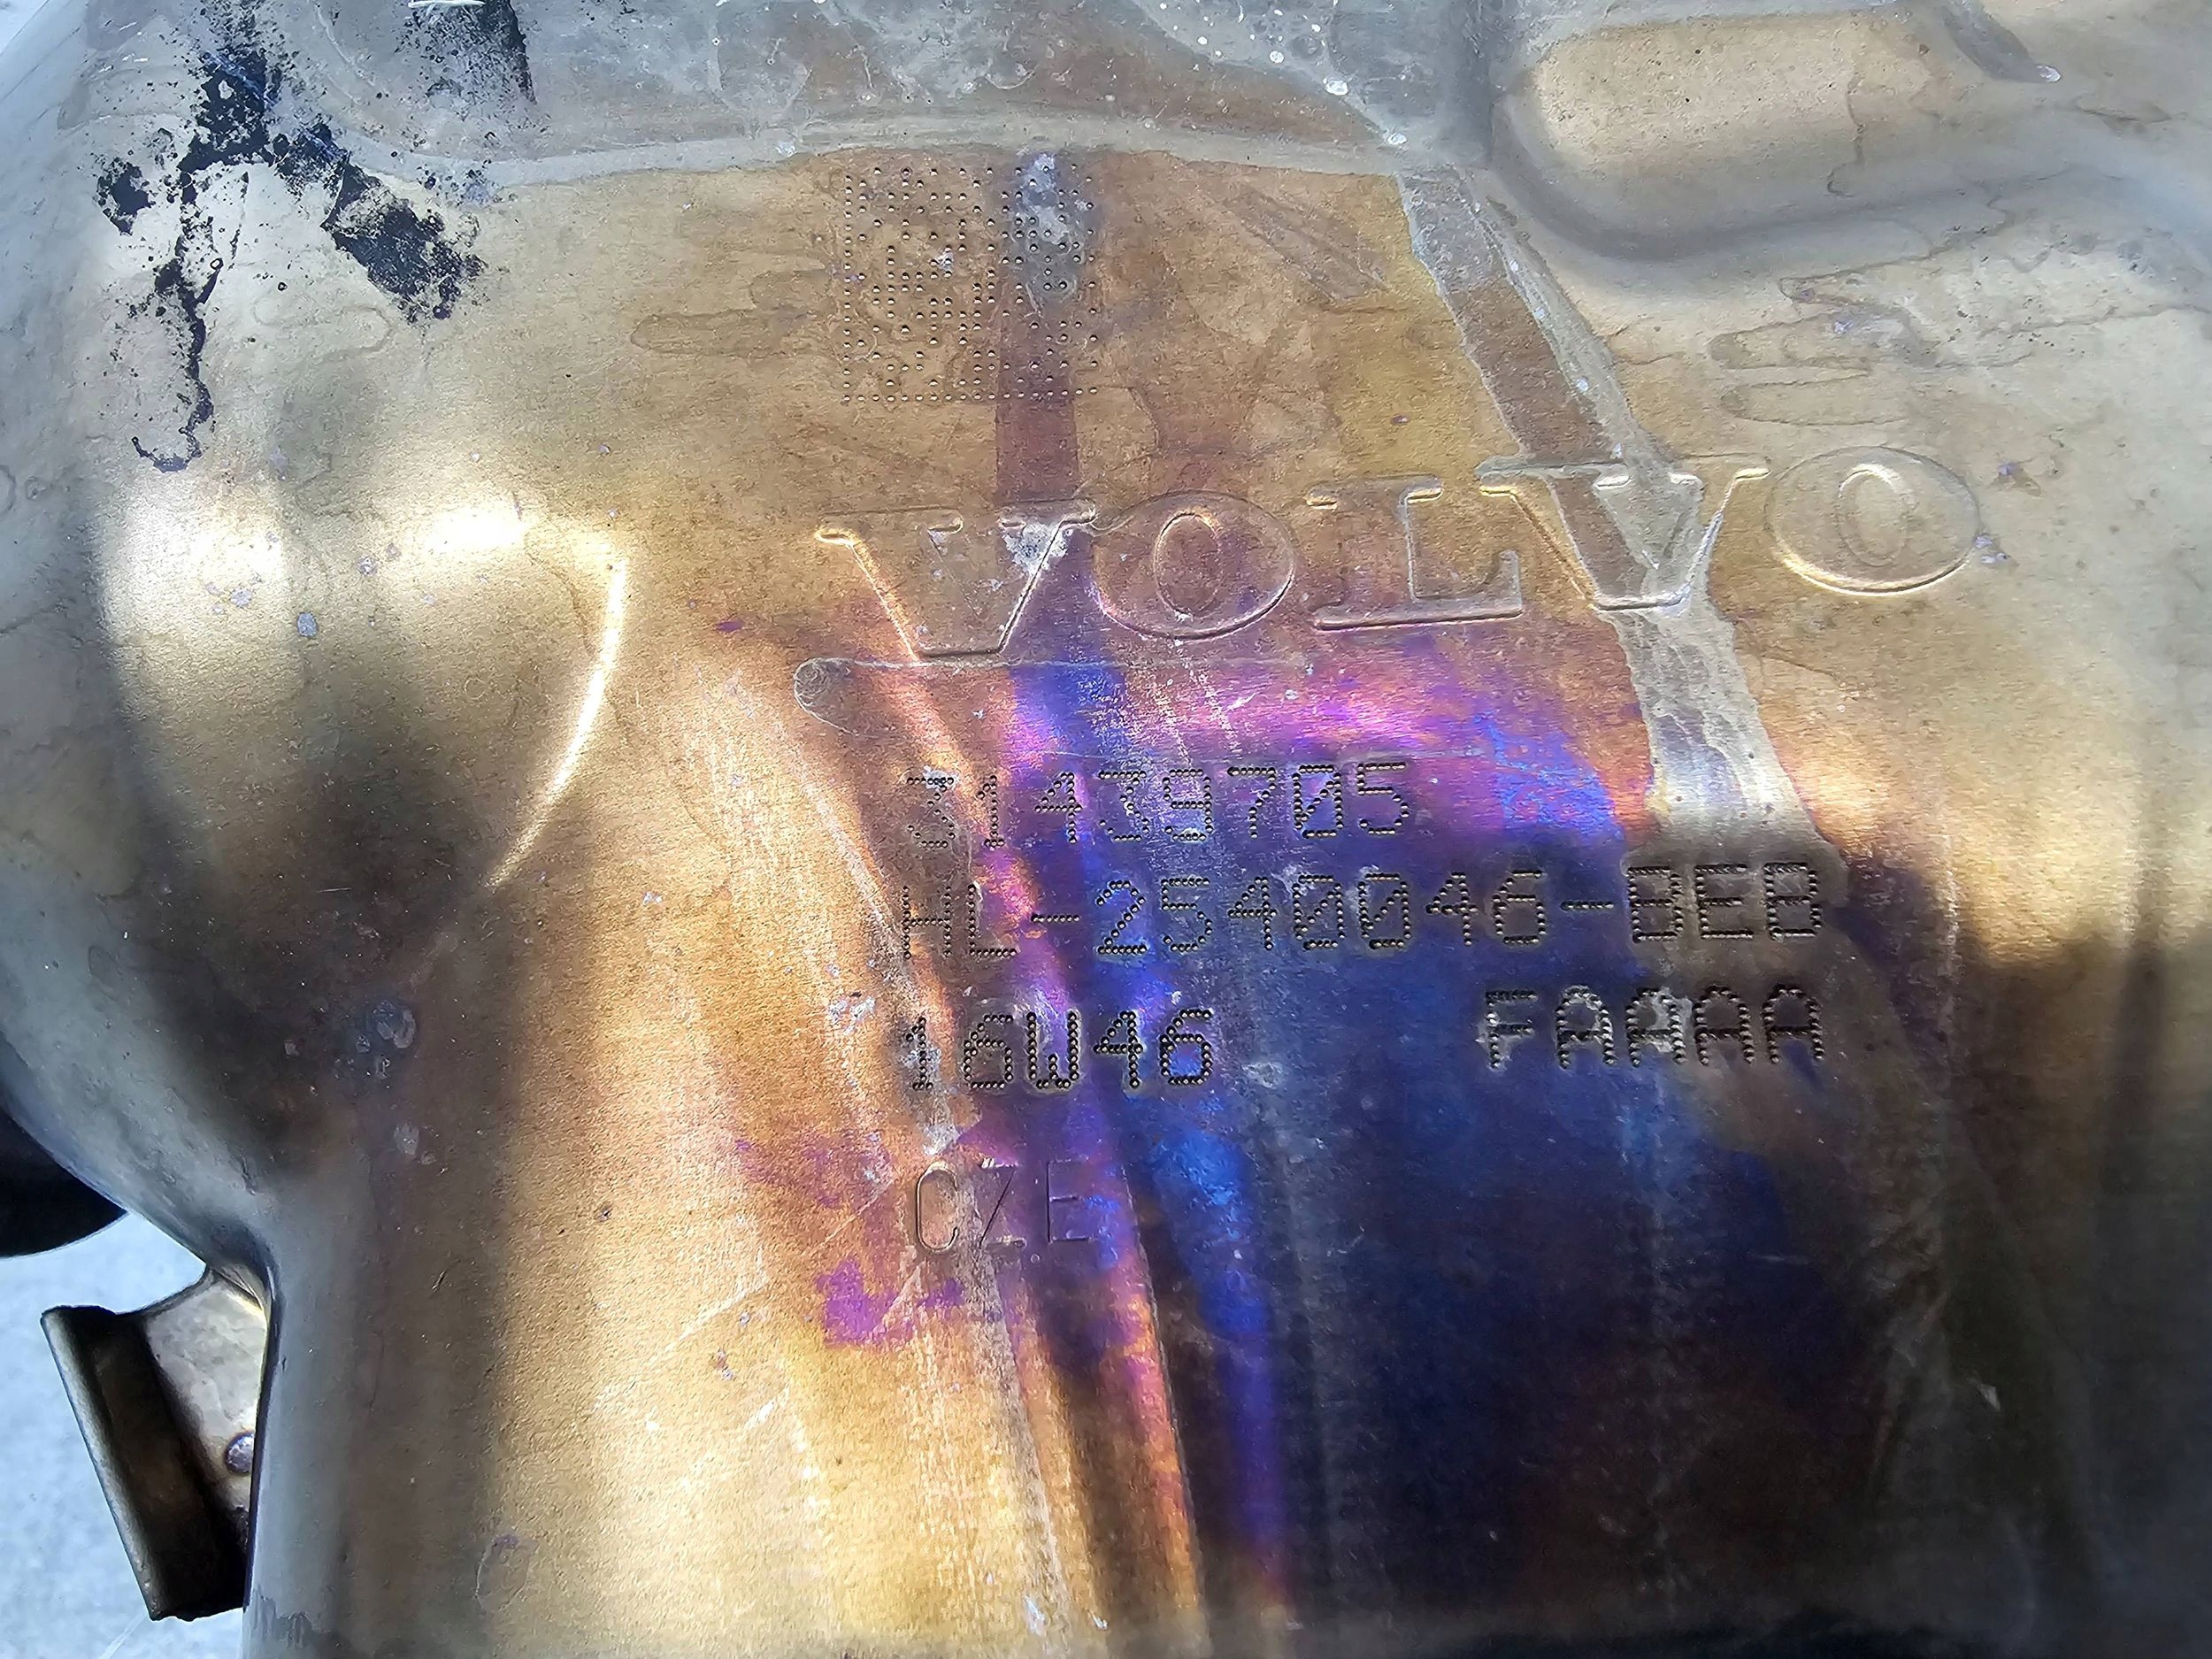 VOLVO
31439705
HL-2540046-BEB
16W46 FAAAA
CZE